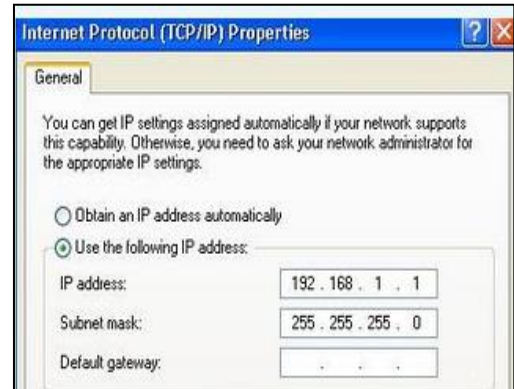 Internet Protocol (TCP/IP) Properties
General
You can get IP settings assigned automatically if your network supports
this capability. Otherwise, you need to ask your network administrator for
the appropriate IP settings.
Obtain an IP address automatically
Use the following IP address:
IP address: 192 . 168 . 1 . 1
Subnet mask: 255 . 255 . 255 . 0
Default gateway: . . .